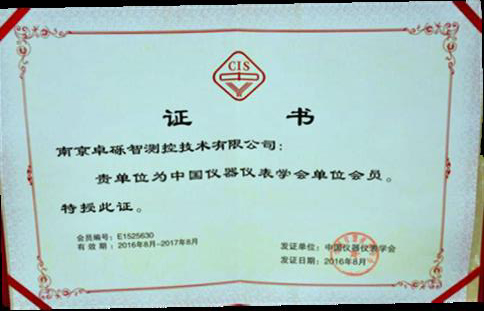 CIS
证 书
南京卓砾智测控技术有限公司：
贵单位为中国仪器仪表学会单位会员。
特授此证。
会员编号：E1525630
有 效 期：2016年8月-2017年8月
发证单位：中国仪器仪表学会
发证日期：2016年8月